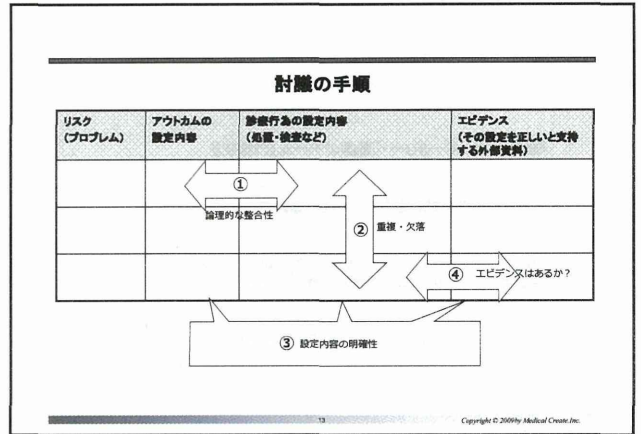 討議の手順
リスク
(プロブレム)
アウトカムの
設定内容
診療行為の設定内容
(処置・検査など)
エビデンス
(その設定を正しいと支持
する外部資料)
①
論理的な整合性
② 重複・欠落
④ エビデンスはあるか?
③ 設定内容の明確性
13
Copyright © 2009by Medical Create,Inc.